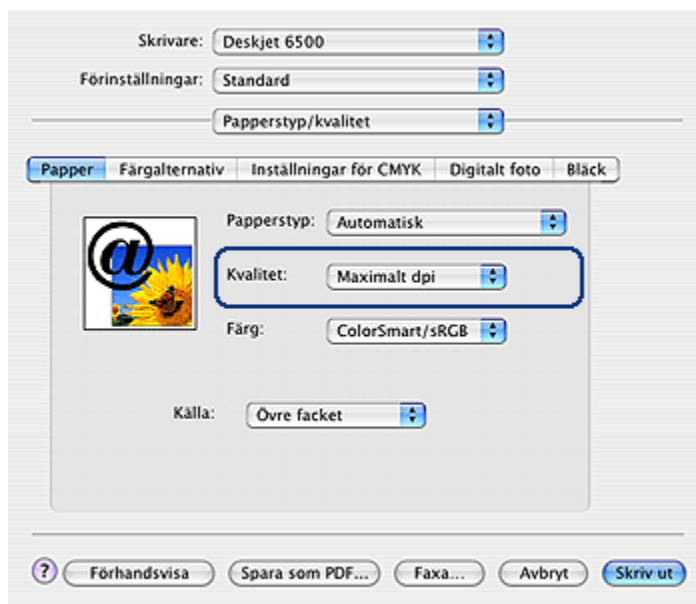 Skrivare: Deskjet 6500
Förinställningar: Standard
Papperstyp/kvalitet
Papper Färgalternativ Inställningar för CMYK Digitalt foto Bläck
@
Papperstyp: Automatisk
Kvalitet: Maximalt dpi
Färg: ColorSmart/sRGB
Källa: Övre facket
? Förhandsvisa Spara som PDF... Faxa... Avbryt Skriv ut